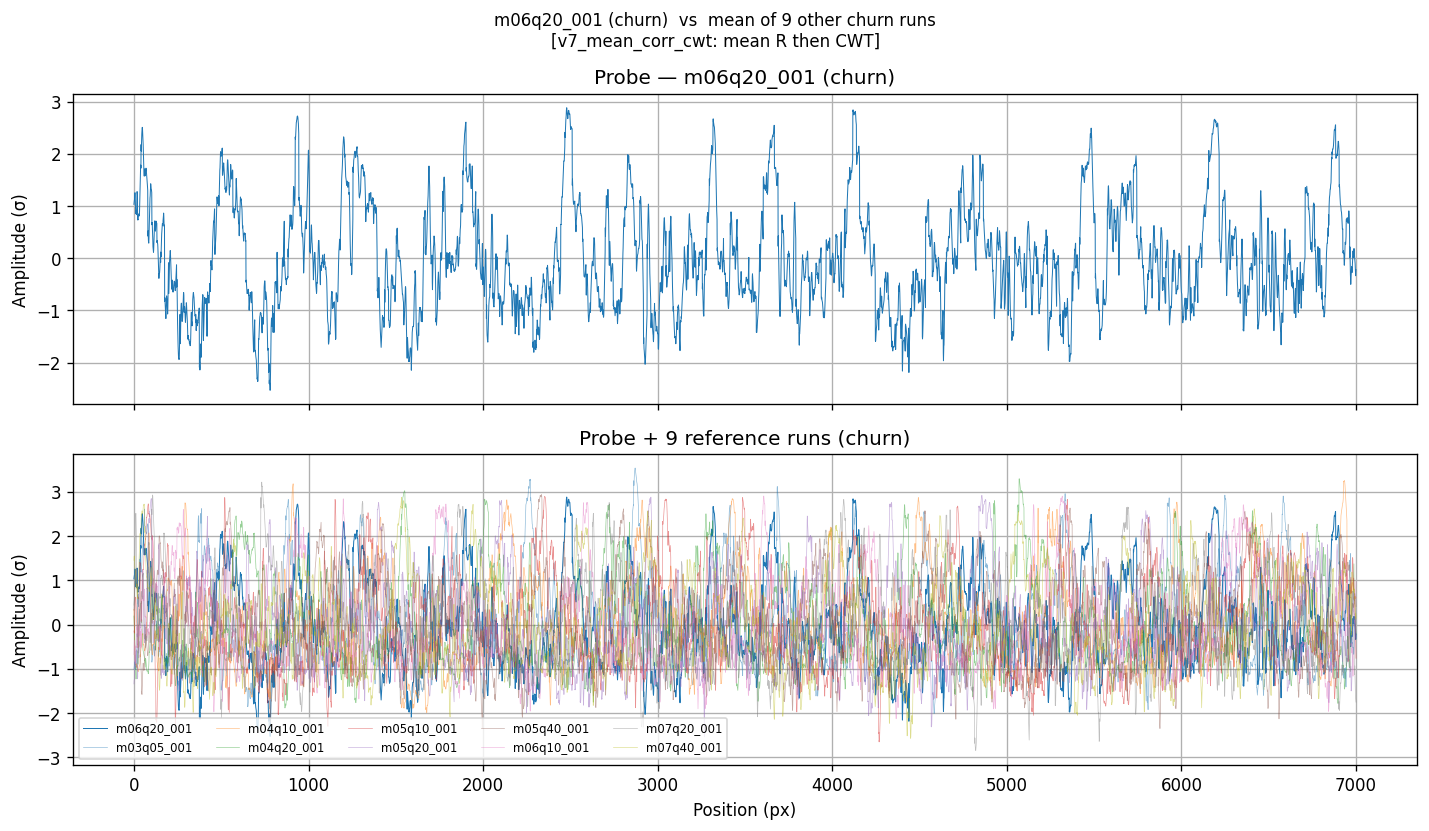 m06q20_001 (churn)  vs  mean of 9 other churn runs
[v7_mean_corr_cwt: mean R then CWT]
Probe — m06q20_001 (churn)
3
2
1
0
−1
−2
Amplitude (σ)
Probe + 9 reference runs (churn)
3
2
1
0
−1
−2
−3
Amplitude (σ)
m06q20_001 m04q10_001 m05q10_001 m05q40_001 m07q20_001
m03q05_001 m04q20_001 m05q20_001 m06q10_001 m07q40_001
0 1000 2000 3000 4000 5000 6000 7000
Position (px)